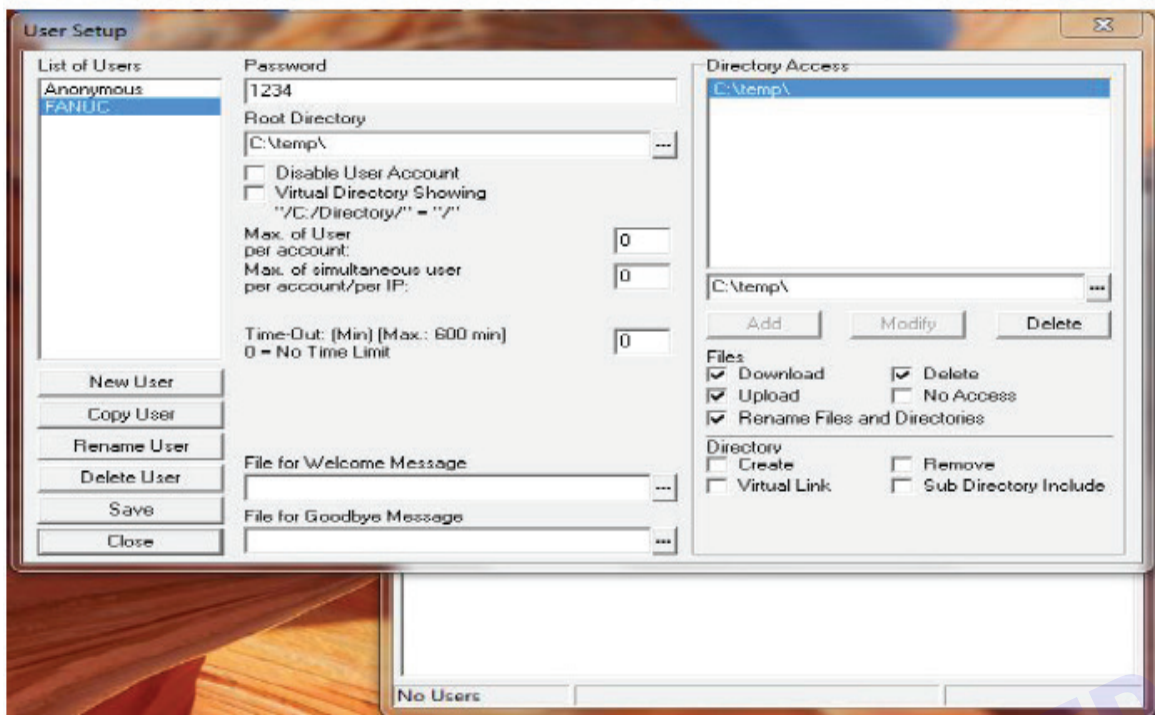 User Setup
List of Users
Anonymous
FANUC
New User
Copy User
Rename User
Delete User
Save
Close
Password
1234
Root Directory
C:\temp\
...
Disable User Account
Virtual Directory Showing
"/C:/Directory/" = "/"
Max. of User
per account:
0
Max. of simultaneous user
per account/per IP:
0
Time-Out: (Min) (Max.: 600 min)
0 = No Time Limit
0
File for Welcome Message
...
File for Goodbye Message
...
Directory Access
C:\temp\
C:\temp\
...
Add Modify Delete
Files
Download Delete
Upload No Access
Rename Files and Directories
Directory
Create Remove
Virtual Link Sub Directory Include
No Users